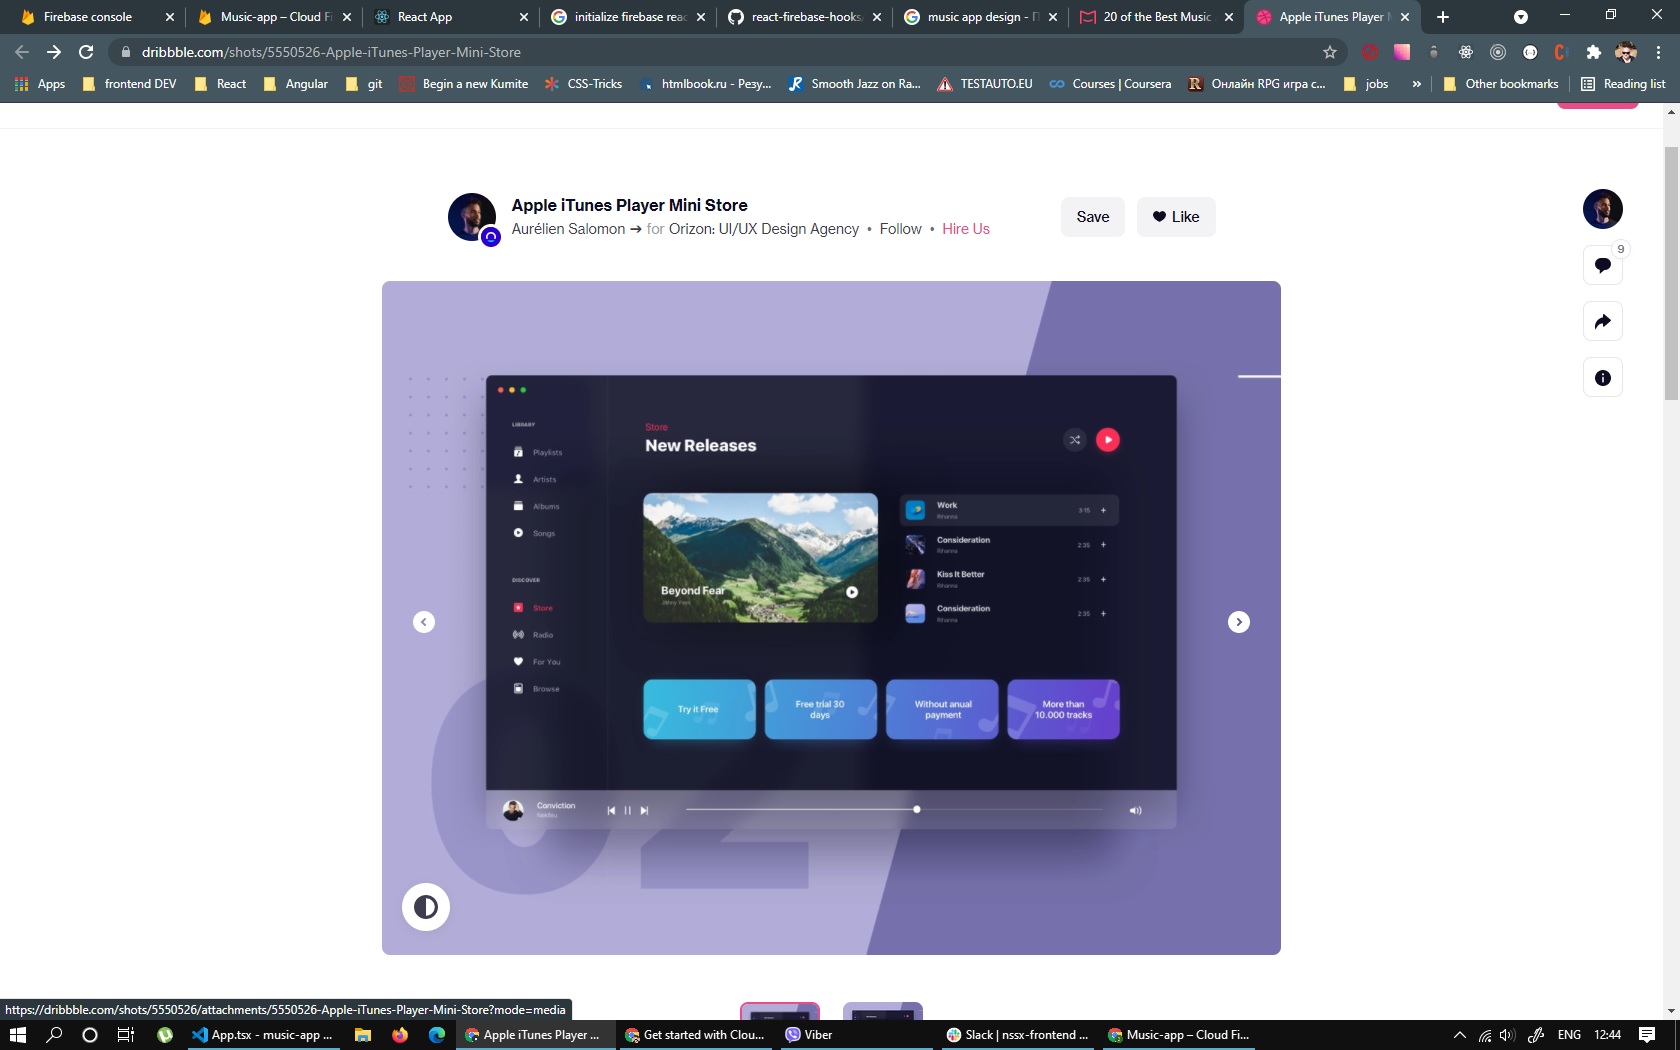 Firebase console
Music-app – Cloud Fi
React App
initialize firebase reac
react-firebase-hooks/
music app design - П
20 of the Best Music
Apple iTunes Player M
dribbble.com/shots/5550526-Apple-iTunes-Player-Mini-Store
Apps
frontend DEV
React
Angular
git
Begin a new Kumite
CSS-Tricks
htmlbook.ru - Резу...
Smooth Jazz on Ra...
TESTAUTO.EU
Courses | Coursera
Онлайн RPG игра с...
jobs
»
Other bookmarks
Reading list
Apple iTunes Player Mini Store
Aurélien Salomon ➔ for Orizon: UI/UX Design Agency • Follow • Hire Us
Save
Like
9
LIBRARY
Playlists
Artists
Albums
Songs
DISCOVER
Store
Radio
For You
Browse
Store
New Releases
Beyond Fear
Work
Rihanna
3:15 +
Consideration
Rihanna
2:35 +
Kiss It Better
Rihanna
2:35 +
Consideration
Rihanna
2:35 +
Try it Free
Free trial 30
days
Without anual
payment
More than
10.000 tracks
Conviction
02
https://dribbble.com/shots/5550526/attachments/5550526-Apple-iTunes-Player-Mini-Store?mode=media
App.tsx - music-app ...
Apple iTunes Player ...
Get started with Clou...
Viber
Slack | nssx-frontend ...
Music-app – Cloud Fi...
ENG
12:44